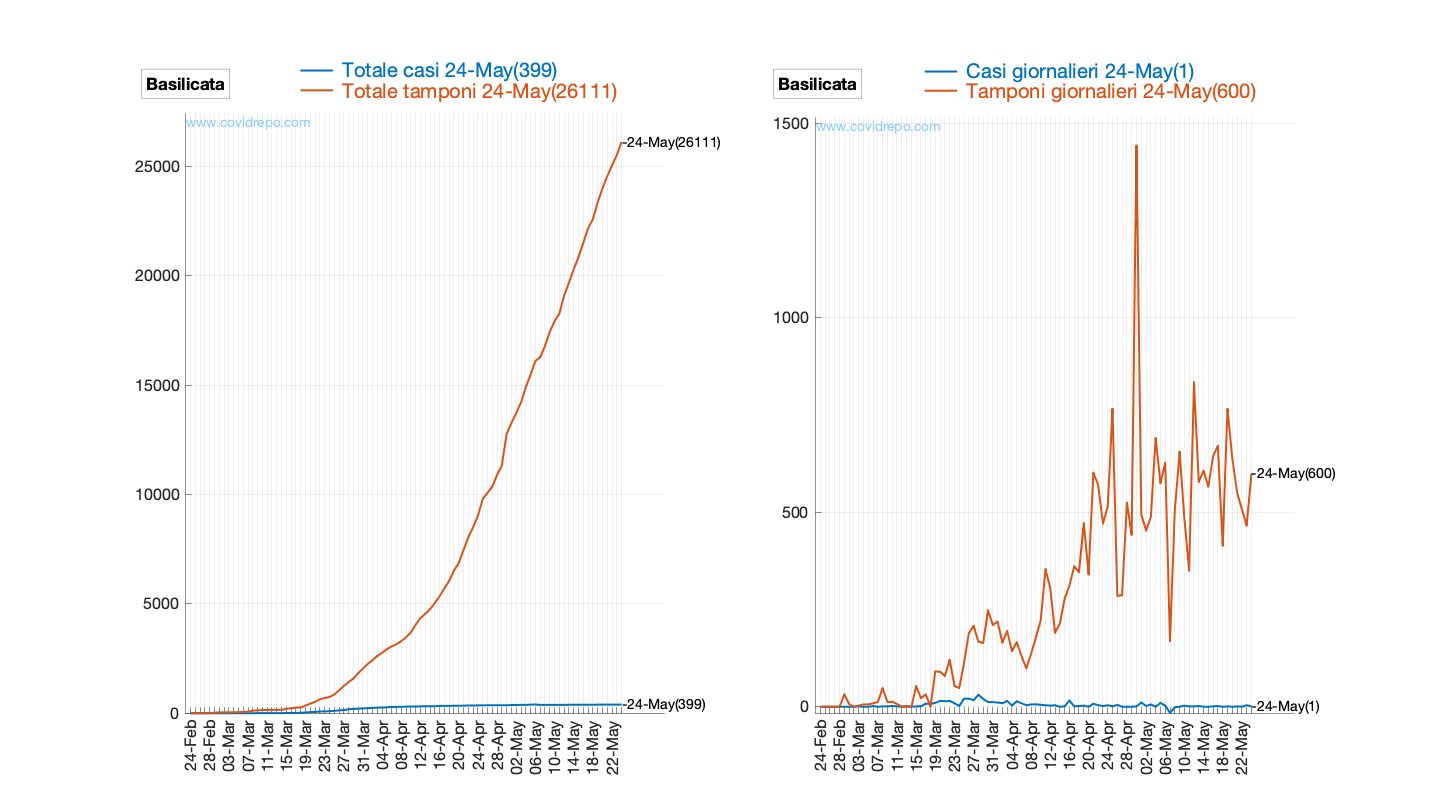 Basilicata
Totale casi 24-May(399)
Totale tamponi 24-May(26111)
www.covidrepo.com
25000
20000
15000
10000
5000
0
24-May(26111)
24-May(399)
24-Feb
28-Feb
03-Mar
07-Mar
11-Mar
15-Mar
19-Mar
23-Mar
27-Mar
31-Mar
04-Apr
08-Apr
12-Apr
16-Apr
20-Apr
24-Apr
28-Apr
02-May
06-May
10-May
14-May
18-May
22-May
Basilicata
Casi giornalieri 24-May(1)
Tamponi giornalieri 24-May(600)
www.covidrepo.com
1500
1000
500
0
24-May(600)
24-May(1)
24-Feb
28-Feb
03-Mar
07-Mar
11-Mar
15-Mar
19-Mar
23-Mar
27-Mar
31-Mar
04-Apr
08-Apr
12-Apr
16-Apr
20-Apr
24-Apr
28-Apr
02-May
06-May
10-May
14-May
18-May
22-May